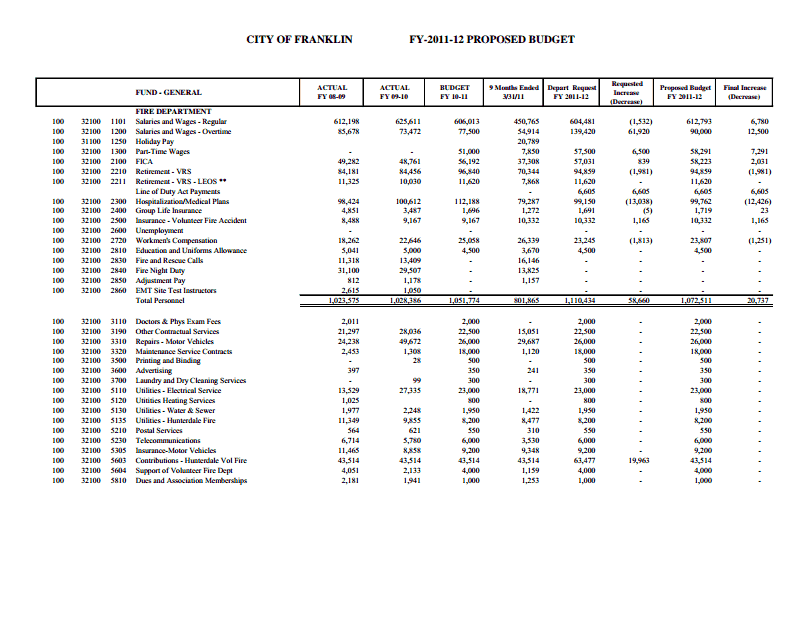 CITY OF FRANKLIN FY-2011-12 PROPOSED BUDGET
FUND - GENERAL ACTUAL FY 08-09 ACTUAL FY 09-10 BUDGET FY 10-11 9 Months Ended 3/31/11 Depart Request FY 2011-12 Requested Increase (Decrease) Proposed Budget FY 2011-12 Final Increase (Decrease)
FIRE DEPARTMENT
100 32100 1101 Salaries and Wages - Regular 612,198 625,611 606,013 450,765 604,481 (1,532) 612,793 6,780
100 32100 1200 Salaries and Wages - Overtime 85,678 73,472 77,500 54,914 139,420 61,920 90,000 12,500
100 31100 1250 Holiday Pay 20,789
100 32100 1300 Part-Time Wages - - 51,000 7,850 57,500 6,500 58,291 7,291
100 32100 2100 FICA 49,282 48,761 56,192 37,308 57,031 839 58,223 2,031
100 32100 2210 Retirement - VRS 84,181 84,456 96,840 70,344 94,859 (1,981) 94,859 (1,981)
100 32100 2211 Retirement - VRS - LEOS ** 11,325 10,030 11,620 7,868 11,620 - 11,620 -
Line of Duty Act Payments - 6,605 6,605 6,605 6,605
100 32100 2300 Hospitalization/Medical Plans 98,424 100,612 112,188 79,287 99,150 (13,038) 99,762 (12,426)
100 32100 2400 Group Life Insurance 4,851 3,487 1,696 1,272 1,691 (5) 1,719 23
100 32100 2500 Insurance - Volunteer Fire Accident 8,488 9,167 9,167 10,332 10,332 1,165 10,332 1,165
100 32100 2600 Unemployment - - - - - -
100 32100 2720 Workmen's Compensation 18,262 22,646 25,058 26,339 23,245 (1,813) 23,807 (1,251)
100 32100 2810 Education and Uniforms Allowance 5,041 5,000 4,500 3,670 4,500 - 4,500 -
100 32100 2830 Fire and Rescue Calls 11,318 13,409 - 16,146 - - - -
100 32100 2840 Fire Night Duty 31,100 29,507 - 13,825 - - - -
100 32100 2850 Adjustment Pay 812 1,178 - 1,157 - - - -
100 32100 2860 EMT Site Test Instructors 2,615 1,050 - - - - -
Total Personnel 1,023,575 1,028,386 1,051,774 801,865 1,110,434 58,660 1,072,511 20,737
100 32100 3110 Doctors & Phys Exam Fees 2,011 2,000 - 2,000 - 2,000 -
100 32100 3190 Other Contractual Services 21,297 28,036 22,500 15,051 22,500 - 22,500 -
100 32100 3310 Repairs - Motor Vehicles 24,238 49,672 26,000 29,687 26,000 - 26,000 -
100 32100 3320 Maintenance Service Contracts 2,453 1,308 18,000 1,120 18,000 - 18,000 -
100 32100 3500 Printing and Binding - 28 500 - 500 - 500 -
100 32100 3600 Advertising 397 350 241 350 - 350 -
100 32100 3700 Laundry and Dry Cleaning Services - 99 300 - 300 - 300 -
100 32100 5110 Utilities - Electrical Service 13,529 27,335 23,000 18,771 23,000 - 23,000 -
100 32100 5120 Utitities Heating Services 1,025 800 - 800 - 800 -
100 32100 5130 Utilities - Water & Sewer 1,977 2,248 1,950 1,422 1,950 - 1,950 -
100 32100 5135 Utilities - Hunterdale Fire 11,349 9,855 8,200 8,477 8,200 - 8,200 -
100 32100 5210 Postal Services 564 621 550 310 550 - 550 -
100 32100 5230 Telecommunications 6,714 5,780 6,000 3,530 6,000 - 6,000 -
100 32100 5305 Insurance-Motor Vehicles 11,465 8,858 9,200 9,348 9,200 - 9,200 -
100 32100 5603 Contributions - Hunterdale Vol Fire 43,514 43,514 43,514 43,514 63,477 19,963 43,514 -
100 32100 5604 Support of Volunteer Fire Dept 4,051 2,133 4,000 1,159 4,000 - 4,000 -
100 32100 5810 Dues and Association Memberships 2,181 1,941 1,000 1,253 1,000 - 1,000 -